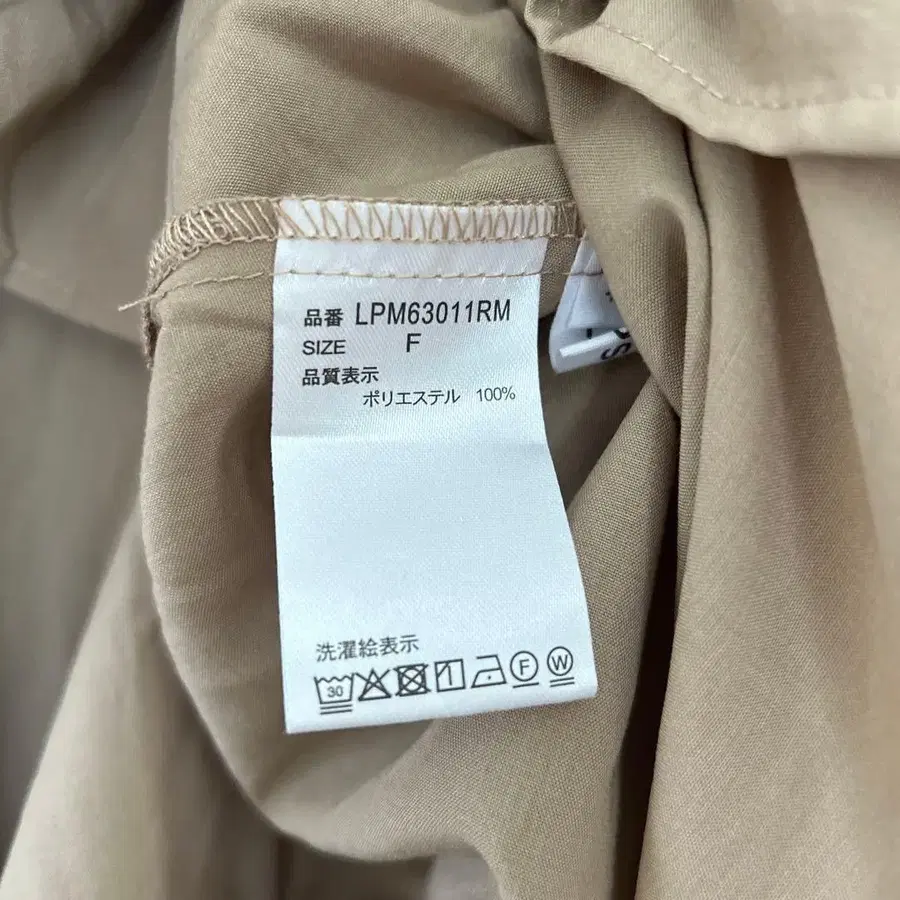 品番 LPM63011RM
SIZE F
品質表示
ポリエステル 100%
洗濯絵表示
30 F W